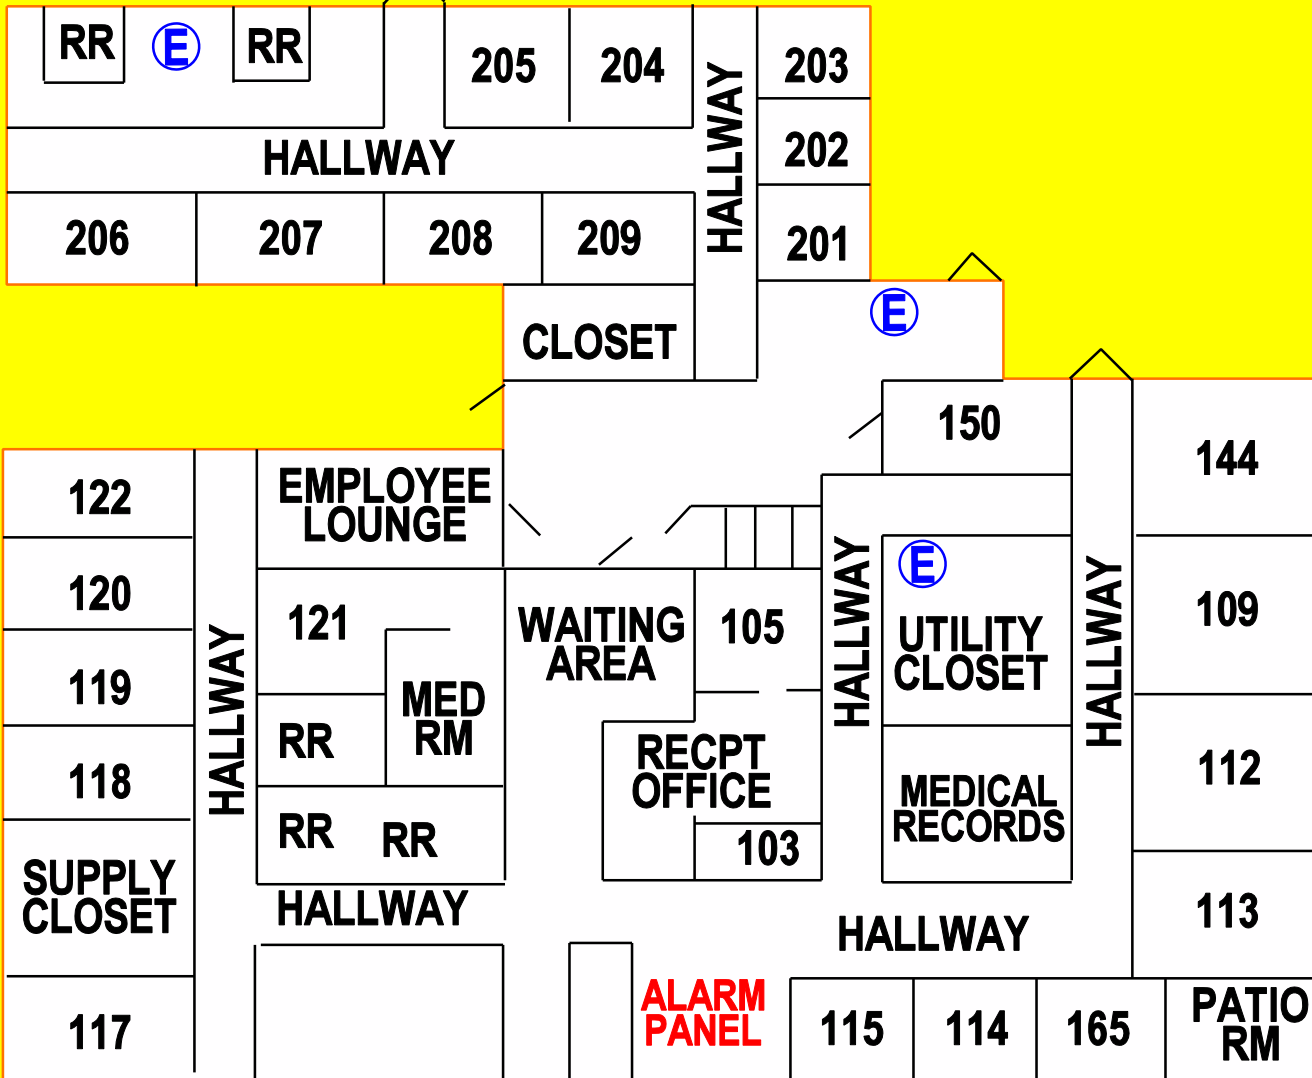 RR
E
RR
205
204
203
HALLWAY
202
HALLWAY
206
207
208
209
201
CLOSET
E
150
144
122
EMPLOYEE
LOUNGE
120
121
WAITING
AREA
105
HALLWAY
E
UTILITY
CLOSET
HALLWAY
109
119
HALLWAY
MED
RM
RR
RECPT
OFFICE
118
112
MEDICAL
RECORDS
RR
RR
103
SUPPLY
CLOSET
HALLWAY
HALLWAY
113
117
ALARM
PANEL
115
114
165
PATIO
RM